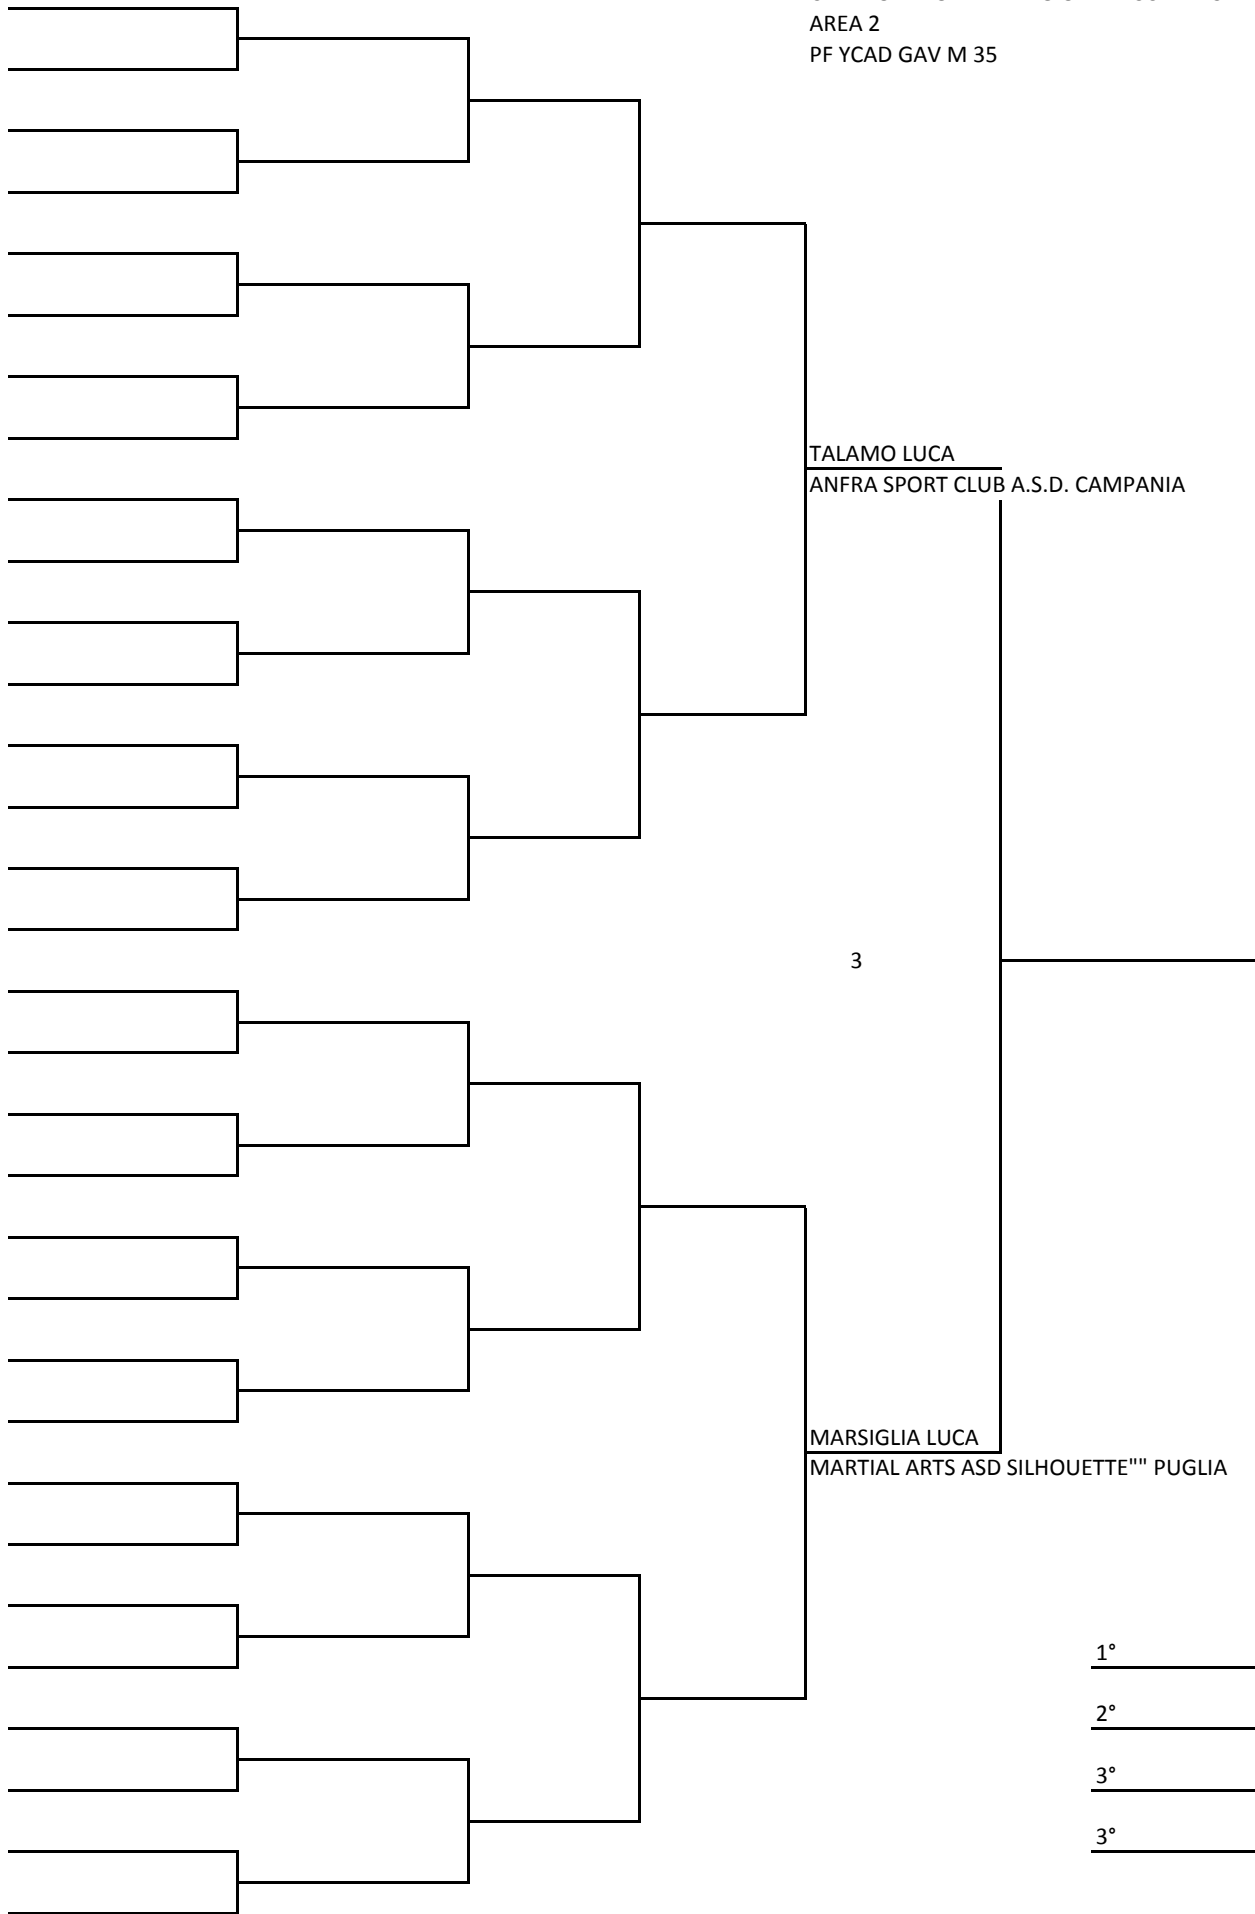 AREA 2
PF YCAD GAV M 35
TALAMO LUCA
ANFRA SPORT CLUB A.S.D. CAMPANIA
3
MARSIGLIA LUCA
MARTIAL ARTS ASD SILHOUETTE"" PUGLIA
1°
2°
3°
3°